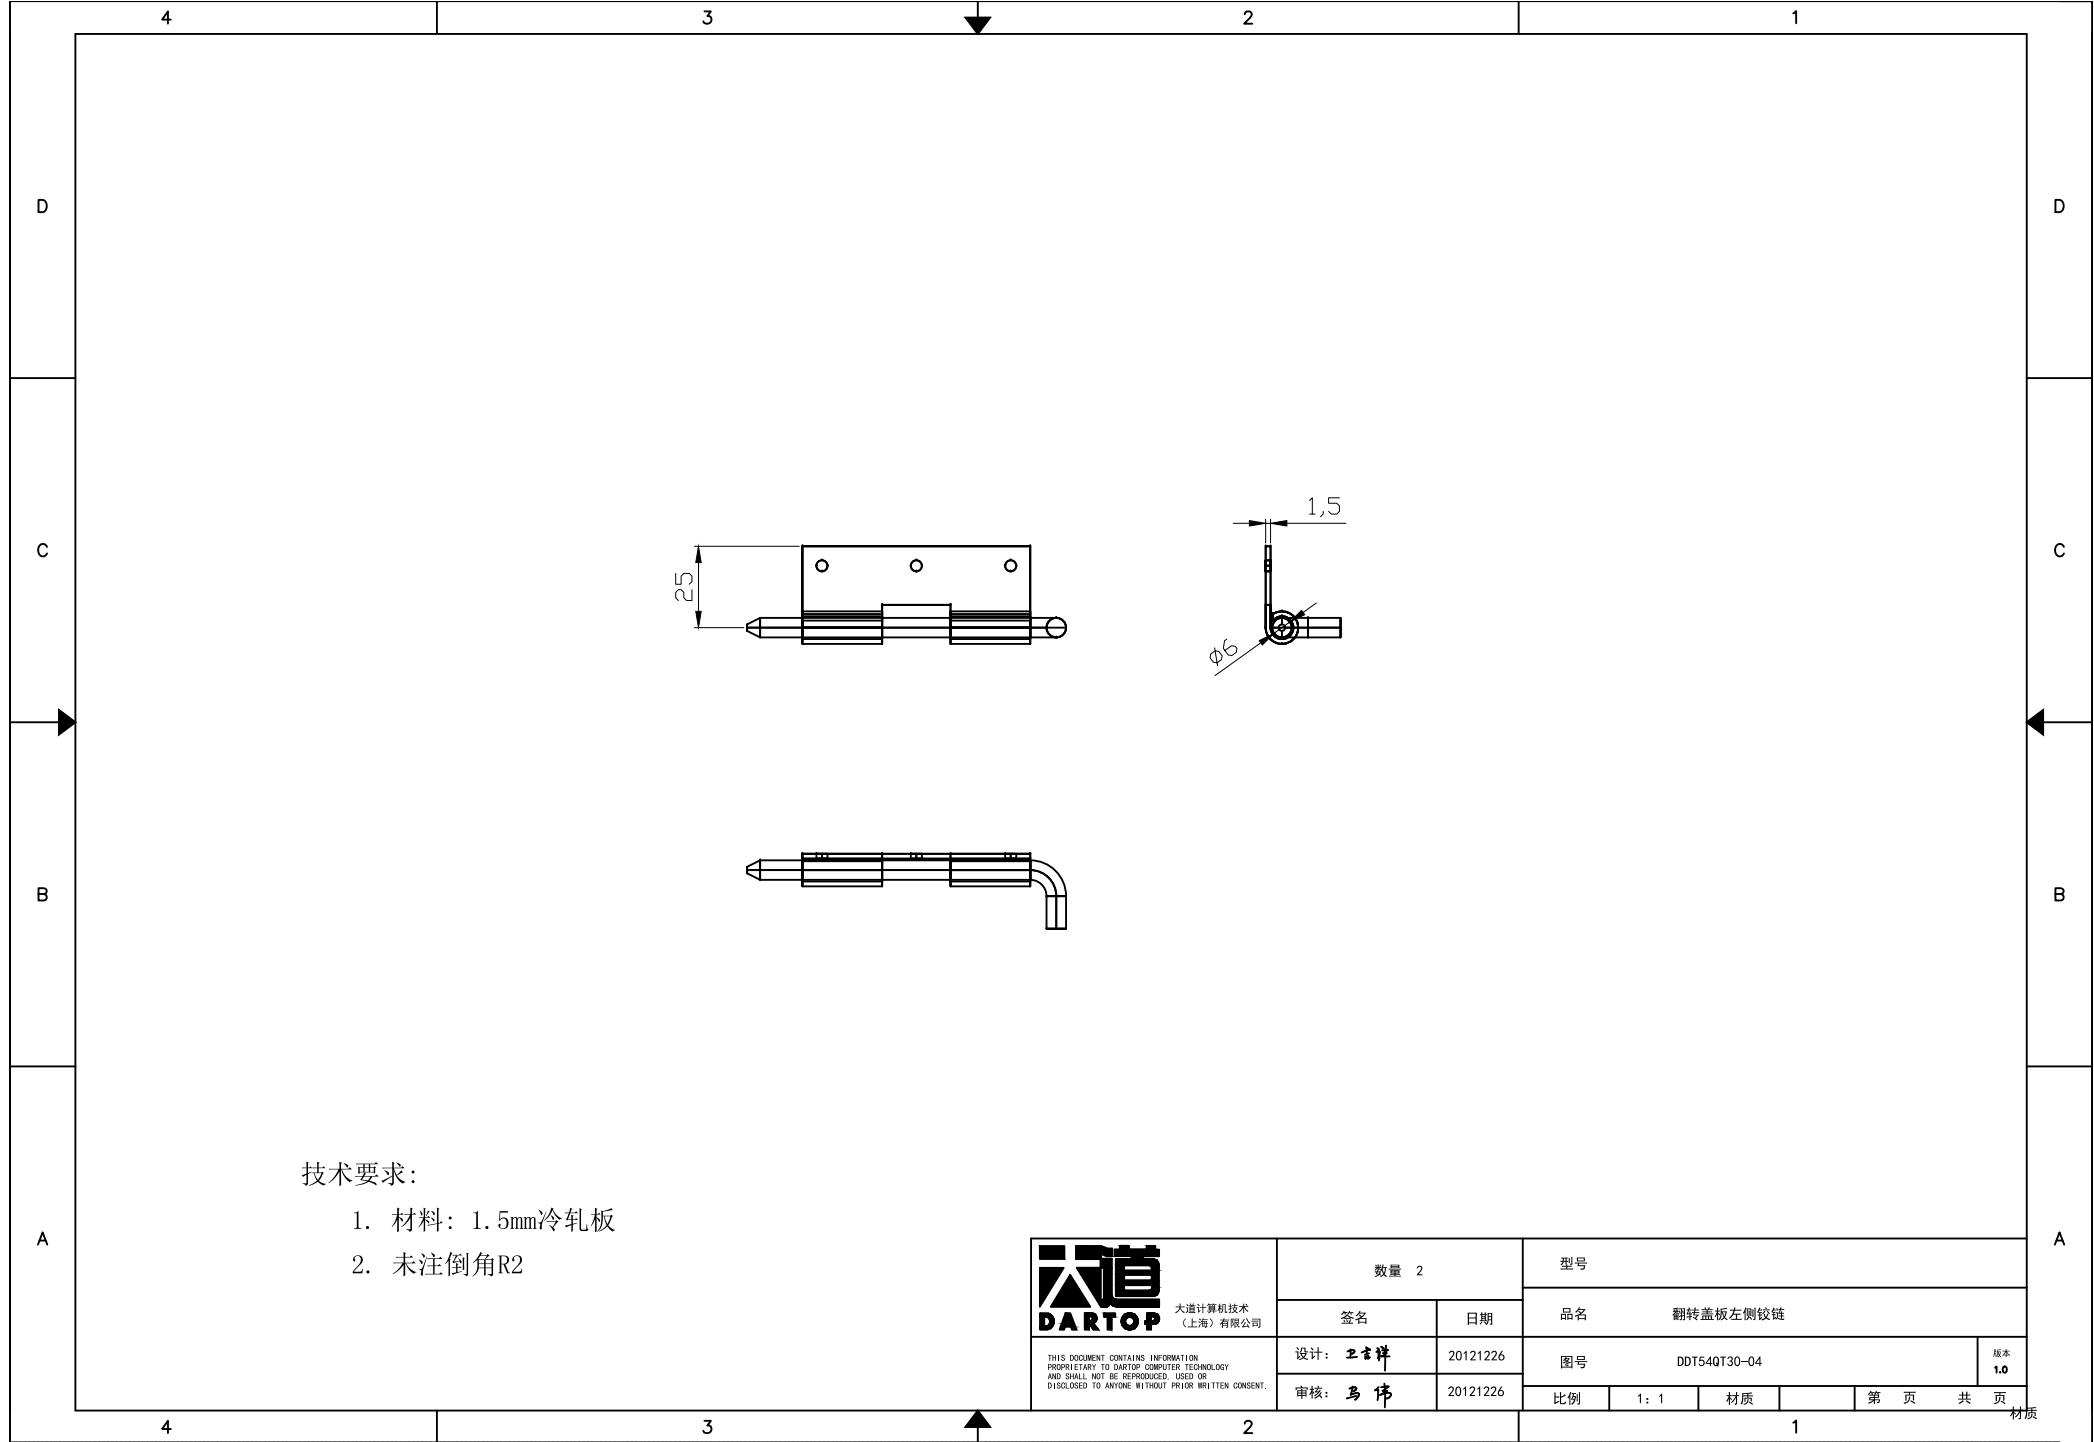 4 3 2 1
D D
1,5
C C
25
Ø6
B B
技术要求:
1. 材料: 1.5mm冷轧板
2. 未注倒角R2
A A
大道
DARTOP
大道计算机技术
（上海）有限公司
THIS DOCUMENT CONTAINS INFORMATION
PROPRIETARY TO DARTOP COMPUTER TECHNOLOGY
AND SHALL NOT BE REPRODUCED, USED OR
DISCLOSED TO ANYONE WITHOUT PRIOR WRITTEN CONSENT.
数量 2
签名 日期
设计: 卫吉祥 20121226
审核: 马伟 20121226
型号
品名 翻转盖板左侧铰链
图号 DDT54QT30-04
版本
1.0
比例 1:1 材质 第 页 共 页
材质
4 3 2 1